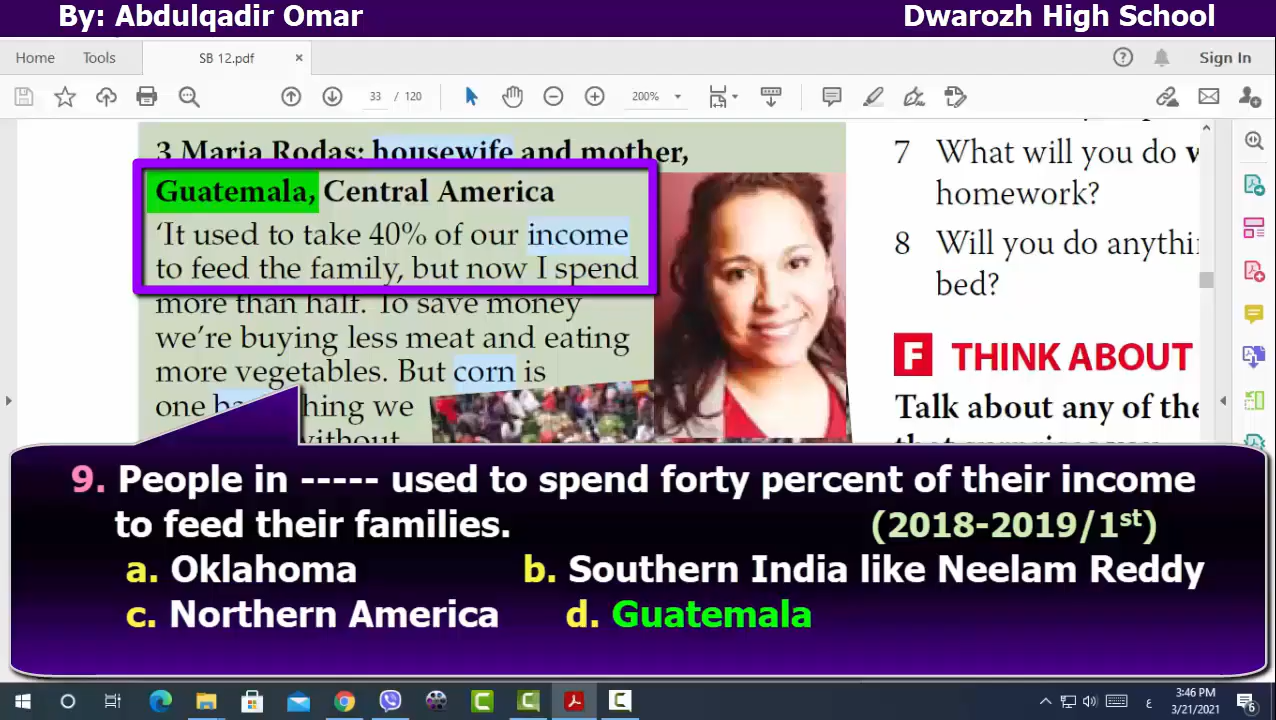 By: Abdulqadir Omar
Dwarozh High School
Home
Tools
SB 12.pdf
×
Sign In
33 / 120
200%
3 Maria Rodas: housewife and mother,
Guatemala, Central America
‘It used to take 40% of our income
to feed the family, but now I spend
more than half. To save money
we’re buying less meat and eating
more vegetables. But corn is
one hing we
without
7 What will you do
homework?
8 Will you do
bed?
F THINK ABOUT
Talk about any of the
9. People in ----- used to spend forty percent of their income
to feed their families. (2018-2019/1st)
a. Oklahoma b. Southern India like Neelam Reddy
c. Northern America d. Guatemala
3:46 PM
ع
3/21/2021
6